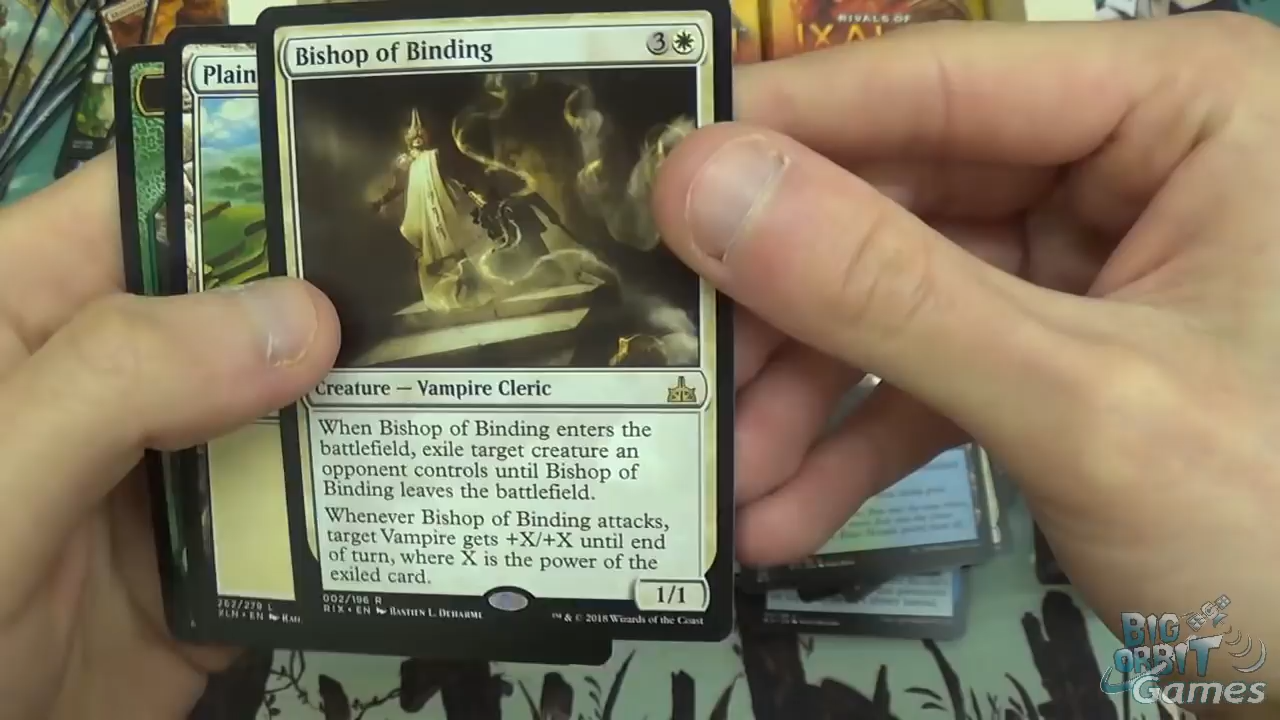 RIVALS OF
IXAL
Bishop of Binding
3
Plain
Creature — Vampire Cleric
When Bishop of Binding enters the
battlefield, exile target creature an
opponent controls until Bishop of
Binding leaves the battlefield.
Whenever Bishop of Binding attacks,
target Vampire gets +X/+X until end
of turn, where X is the power of the
exiled card.
1/1
002/196 R
RIX • EN Bastien L. Deharme
™ & © 2018 Wizards of the Coast
262/279 L
XLN • EN
BIG
ORBIT
Games